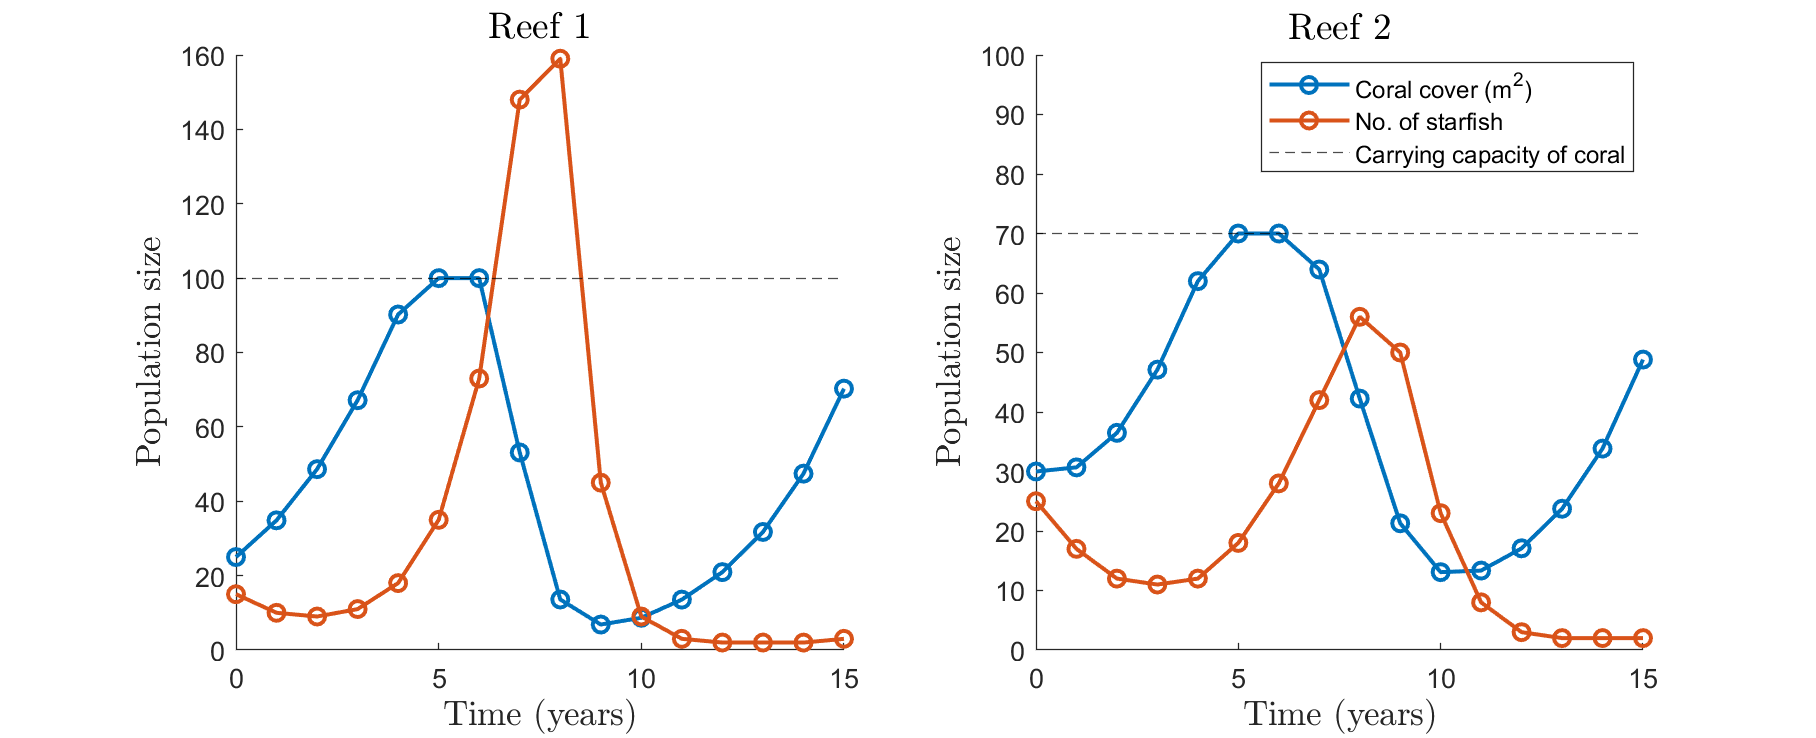 Reef 1
160
140
120
100
80
60
40
20
0
Population size
0 5 10 15
Time (years)
Reef 2
100
90
80
70
60
50
40
30
20
10
0
Population size
0 5 10 15
Time (years)
Coral cover (m²)
No. of starfish
Carrying capacity of coral